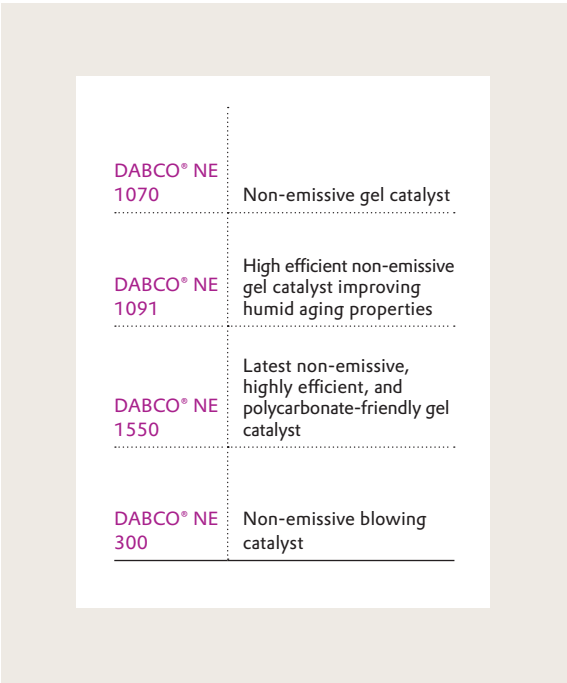 DABCO® NE
1070
Non-emissive gel catalyst
DABCO® NE
1091
High efficient non-emissive
gel catalyst improving
humid aging properties
DABCO® NE
1550
Latest non-emissive,
highly efficient, and
polycarbonate-friendly gel
catalyst
DABCO® NE
300
Non-emissive blowing
catalyst